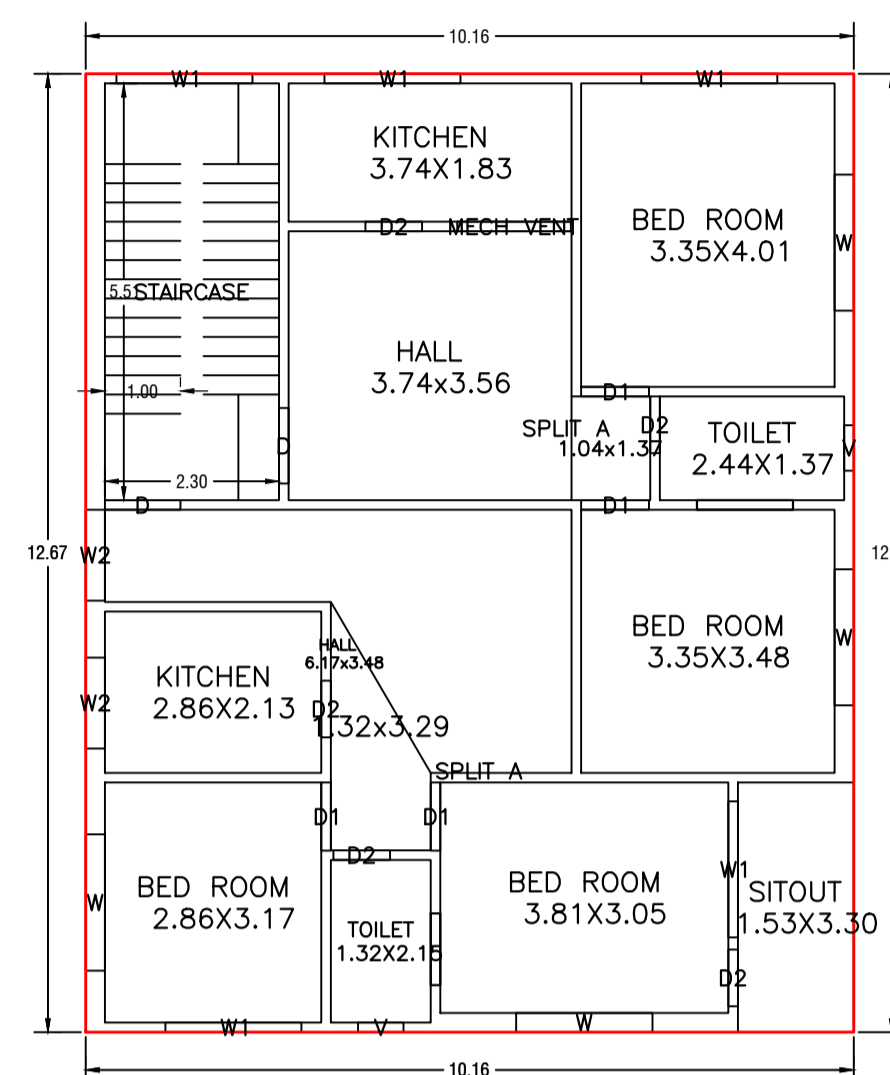 10.16
W1
W1
W1
KITCHEN
3.74X1.83
D2
MECH VENT
BED ROOM
3.35X4.01
W
5.51
STAIRCASE
HALL
3.74x3.56
1.00
D1
SPLIT A
1.04x1.37
D2
TOILET
2.44X1.37
V
D
2.30
D
D1
12.67
W2
12
BED ROOM
3.35X3.48
W
HALL
6.17x3.48
KITCHEN
2.86X2.13
W2
D2
1.32x3.29
SPLIT A
D1
D1
D2
W1
BED ROOM
2.86X3.17
W
BED ROOM
3.81X3.05
SITOUT
1.53X3.30
TOILET
1.32X2.15
D2
W1
V
W
10.16